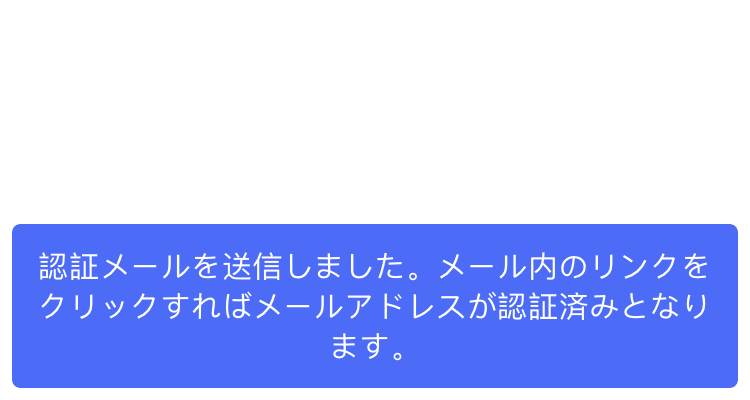 認証メールを送信しました。メール内のリンクを
クリックすればメールアドレスが認証済みとなり
ます。